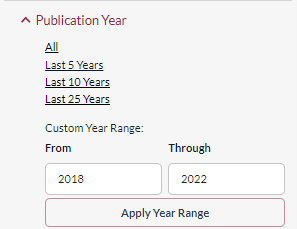 Publication Year
All
Last 5 Years
Last 10 Years
Last 25 Years
Custom Year Range:
From Through
2018 2022
Apply Year Range